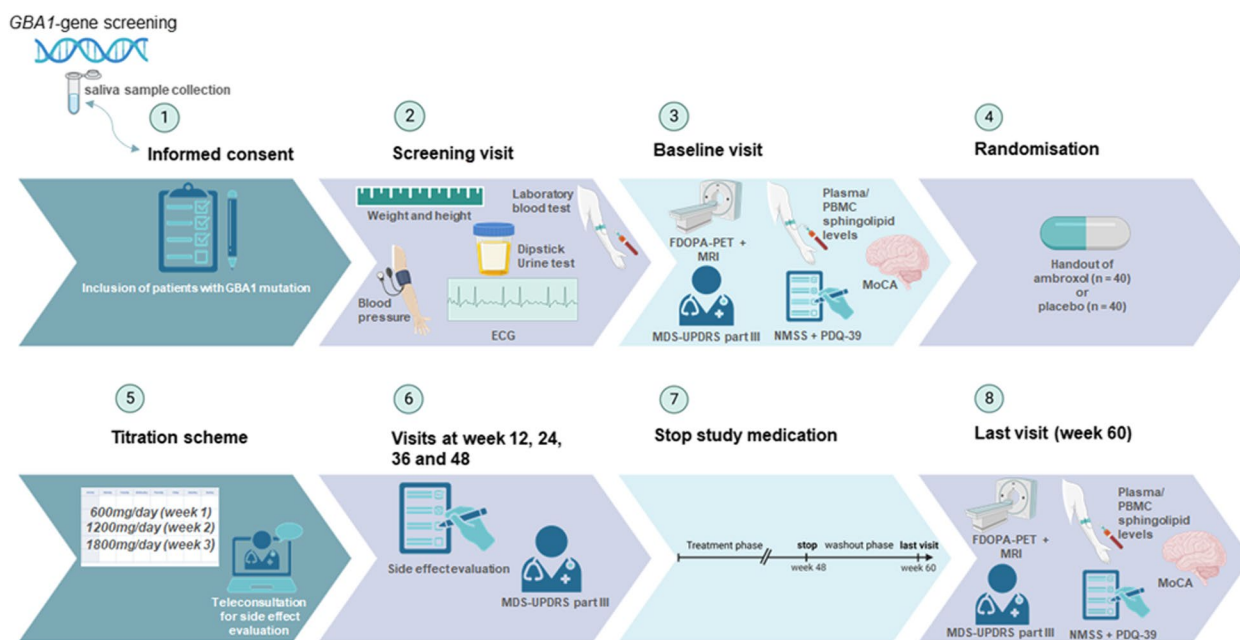 GBA1-gene screening
saliva sample collection
1
Informed consent
Inclusion of patients with GBA1 mutation
2
Screening visit
Weight and height
Laboratory
blood test
Dipstick
Urine test
Blood
pressure
ECG
3
Baseline visit
FDOPA-PET +
MRI
Plasma/
PBMC
sphingolipid
levels
MoCA
MDS-UPDRS part III
NMSS + PDQ-39
4
Randomisation
Handout of
ambroxol (n = 40)
or
placebo (n = 40)
5
Titration scheme
600mg/day (week 1)
1200mg/day (week 2)
1800mg/day (week 3)
Teleconsultation
for side effect
evaluation
6
Visits at week 12, 24,
36 and 48
Side effect evaluation
MDS-UPDRS part III
7
Stop study medication
Treatment phase
stop
washout phase
last visit
week 48
week 60
8
Last visit (week 60)
FDOPA-PET +
MRI
Plasma/
PBMC
sphingolipid
levels
MoCA
MDS-UPDRS part III
NMSS + PDQ-39